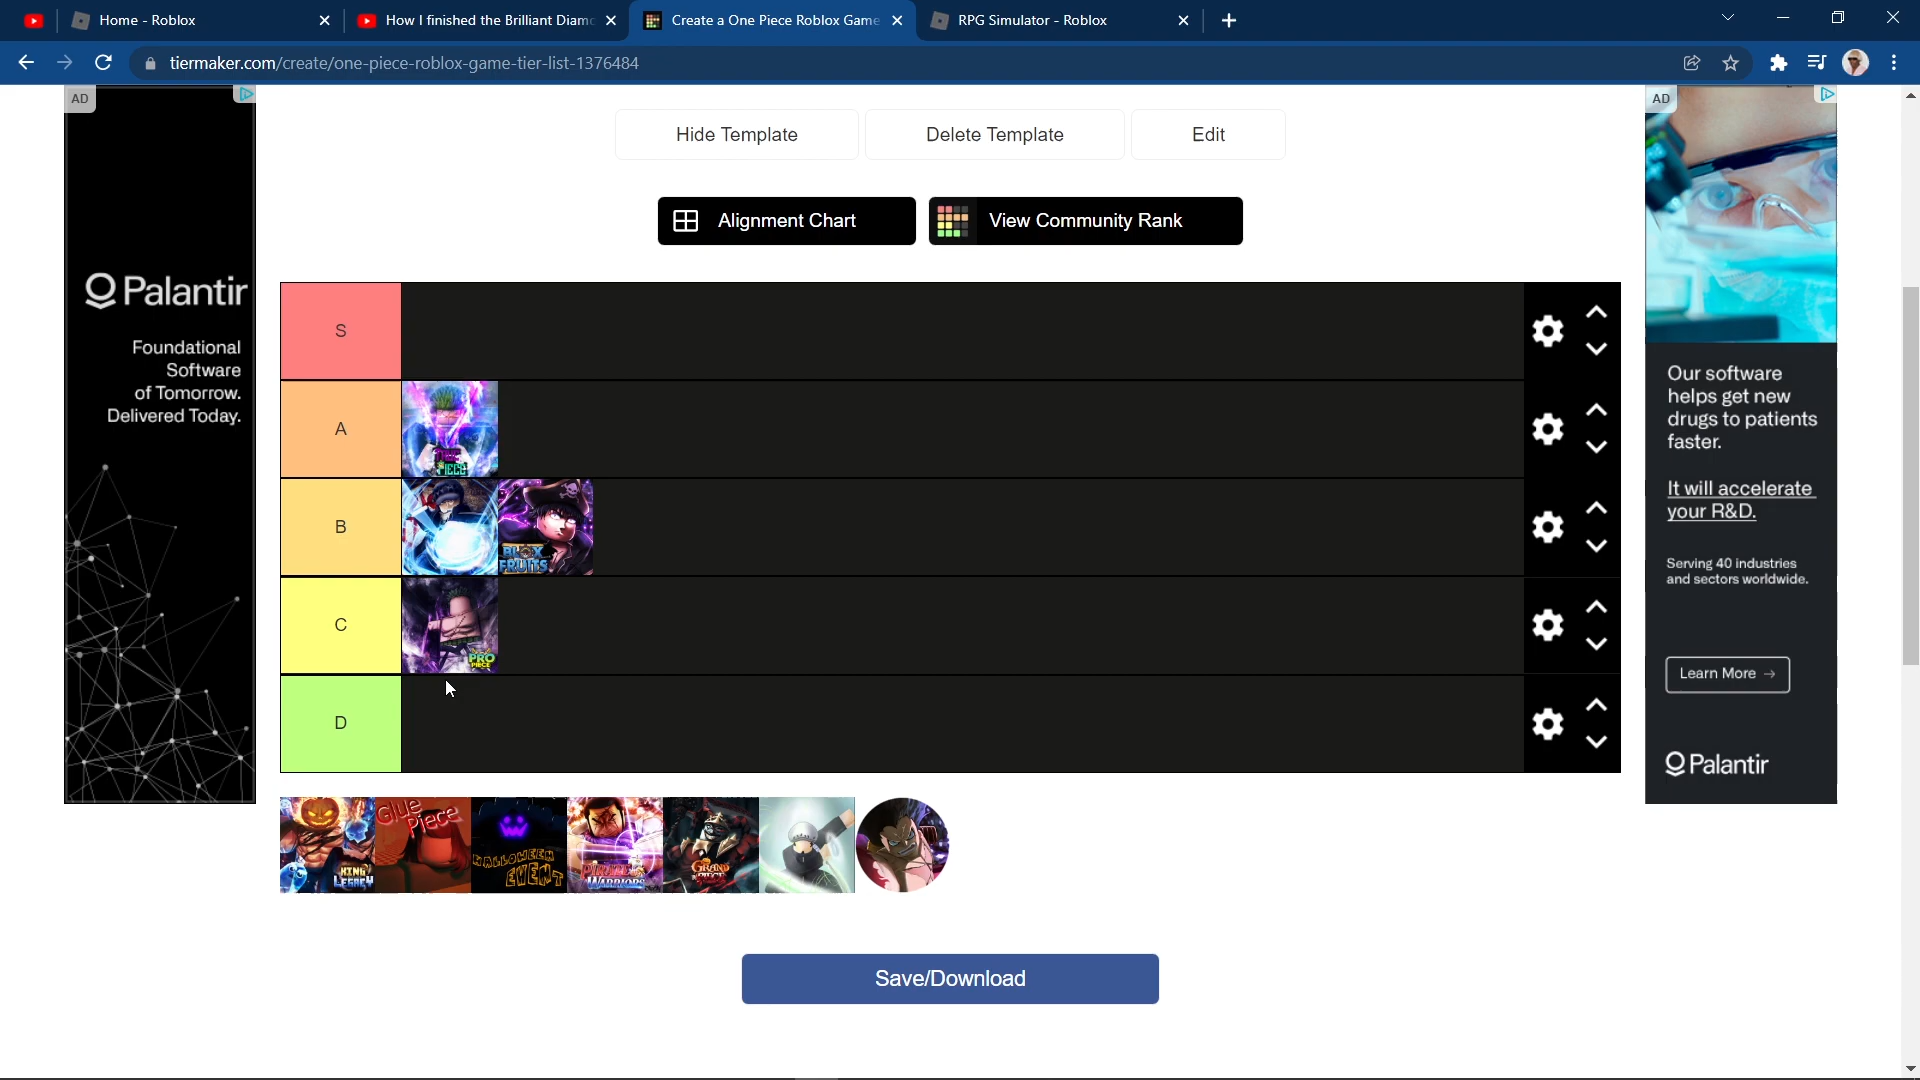 Home - Roblox
How I finished the Brilliant Diam
Create a One Piece Roblox Game
RPG Simulator - Roblox
tiermaker.com/create/one-piece-roblox-game-tier-list-1376484
AD
AD
Hide Template
Delete Template
Edit
Alignment Chart
View Community Rank
Palantir
Foundational
Software
of Tomorrow.
Delivered Today.
S
A
PIECE
B
BLOX
FRUITS
C
PRO
PIECE
D
Our software
helps get new
drugs to patients
faster.
It will accelerate
your R&D.
Serving 40 industries
and sectors worldwide.
Learn More →
Palantir
KING
LEGACY
Glue
Piece
HALLOWEEN
EVENT
WARRIORS
GRAND
Save/Download